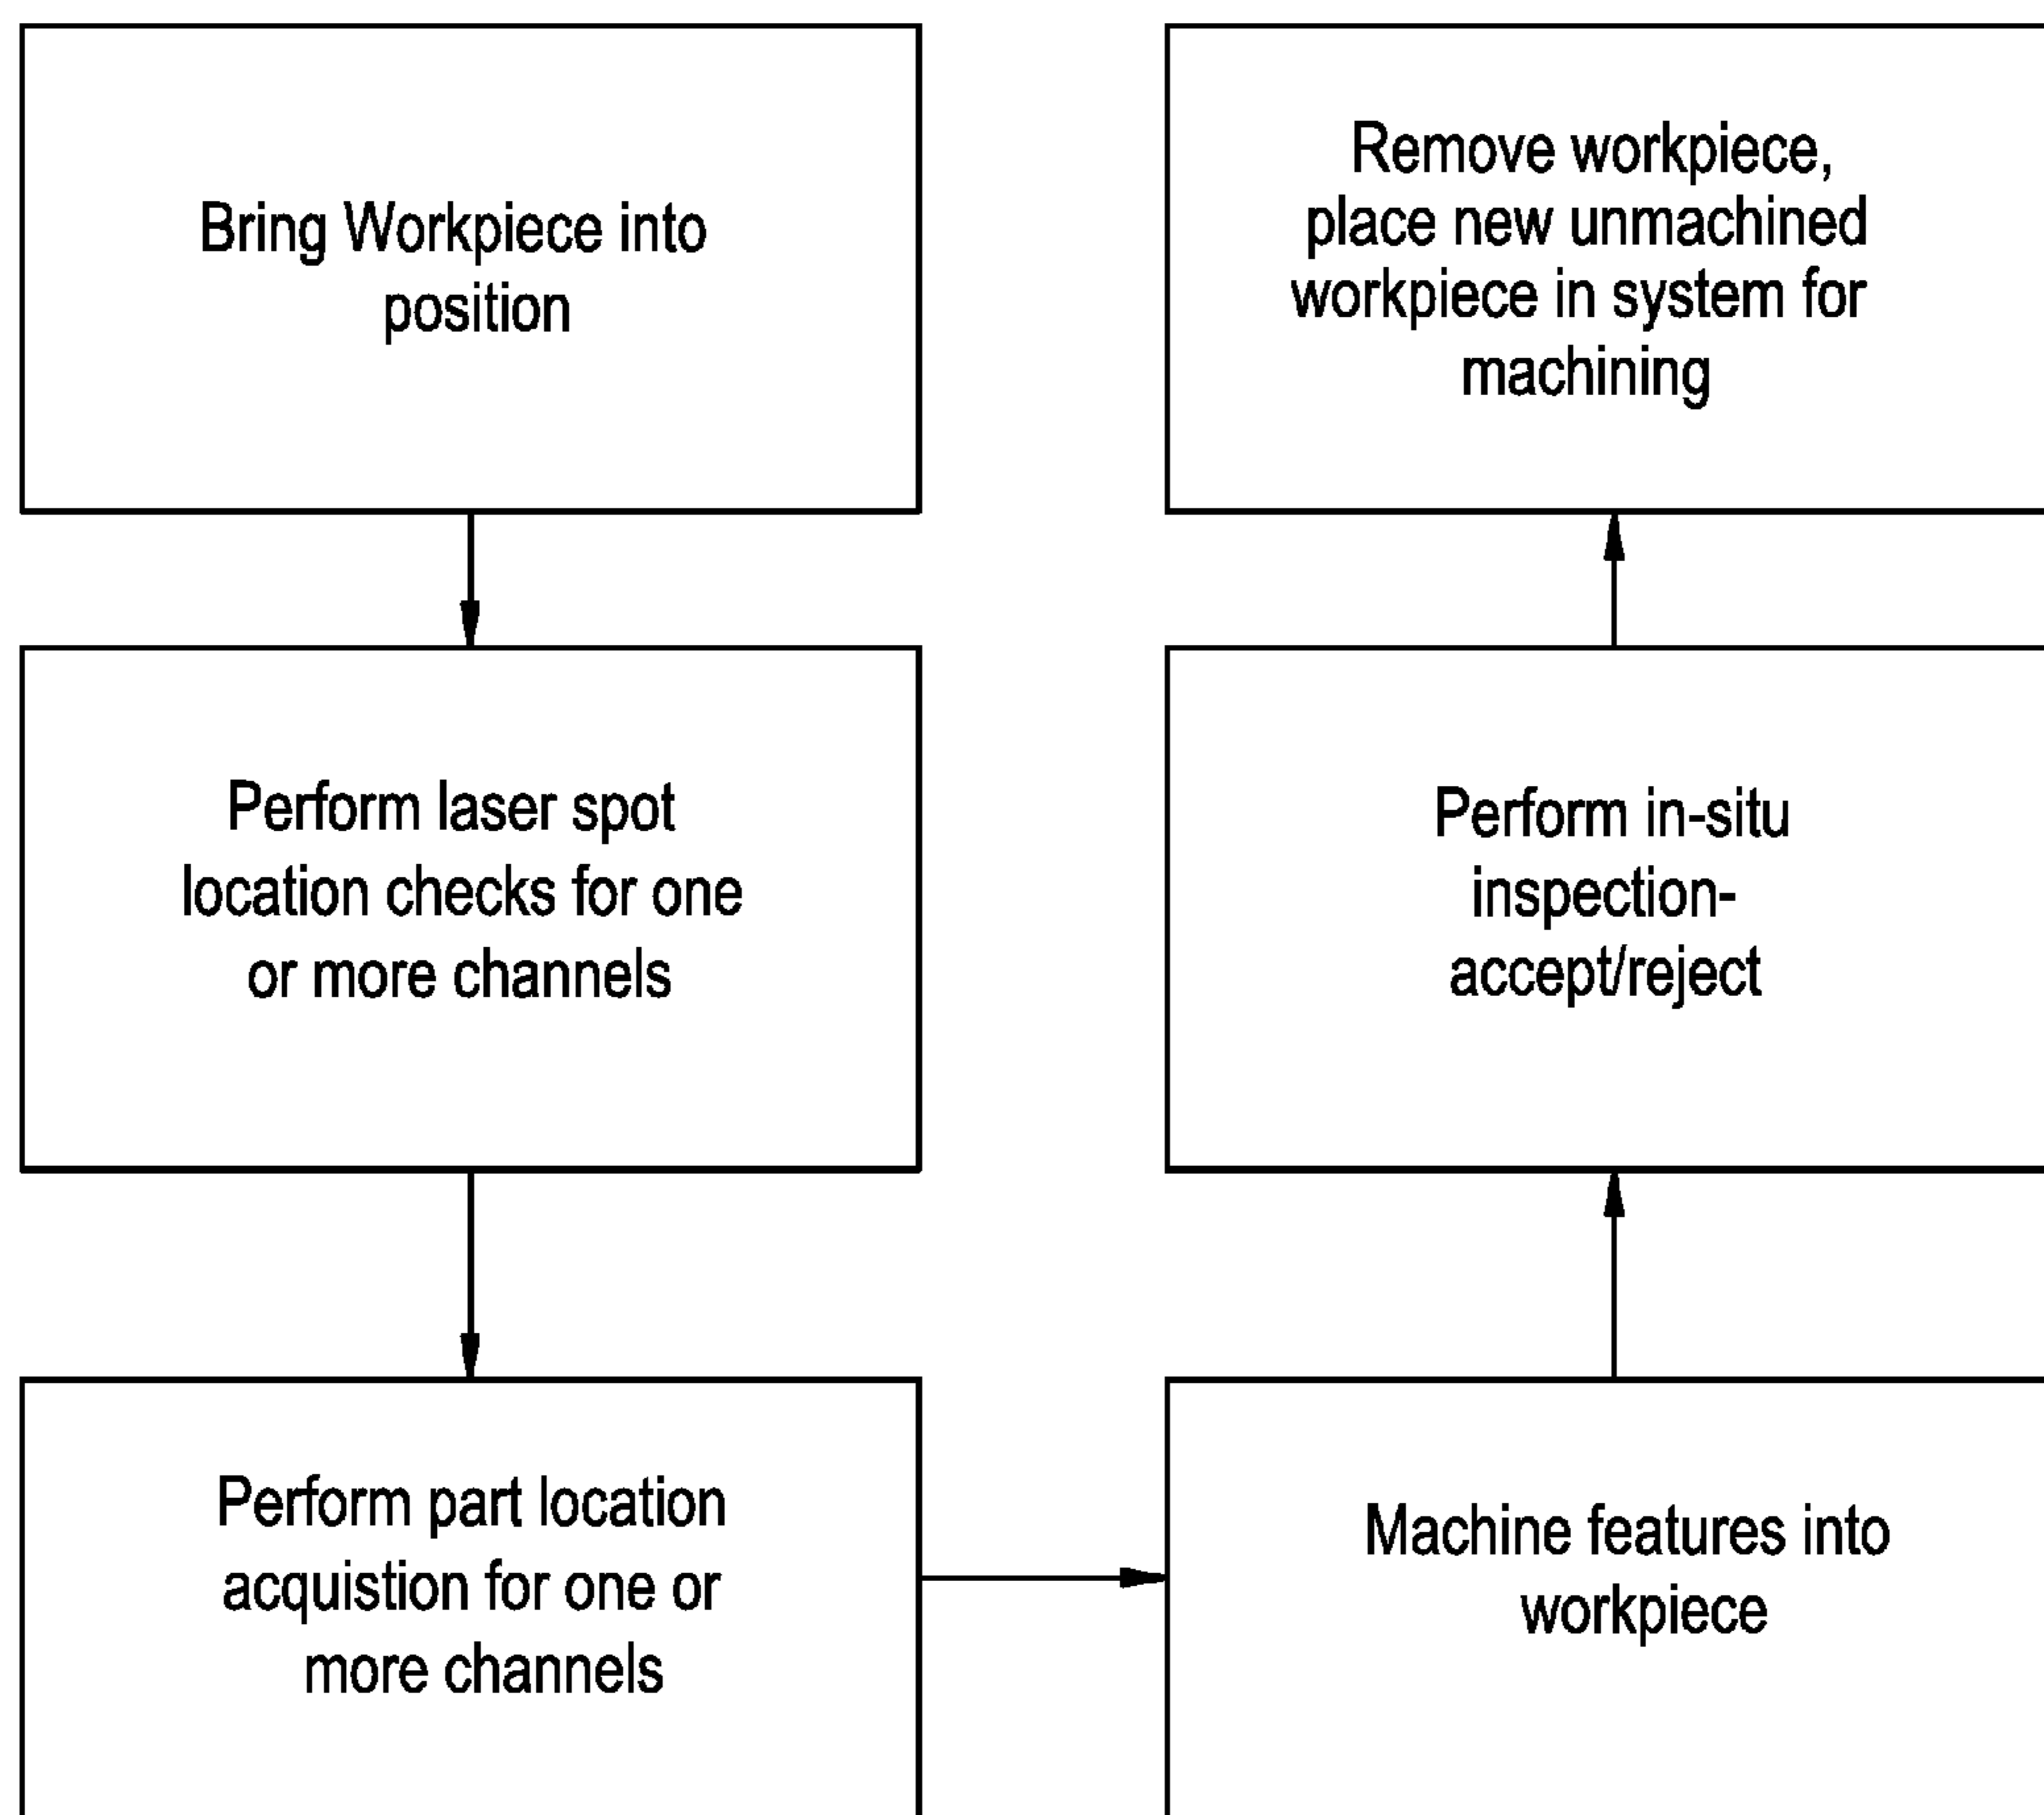 Bring Workpiece into
position
Perform laser spot
location checks for one
or more channels
Perform part location
acquistion for one or
more channels
Machine features into
workpiece
Perform in-situ
inspection-
accept/reject
Remove workpiece,
place new unmachined
workpiece in system for
machining